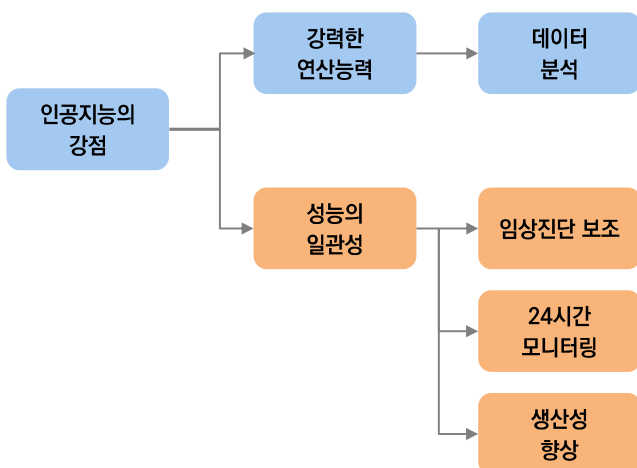 강력한
연산능력
데이터
분석
인공지능의
강점
성능의
일관성
임상진단 보조
24시간
모니터링
생산성
향상